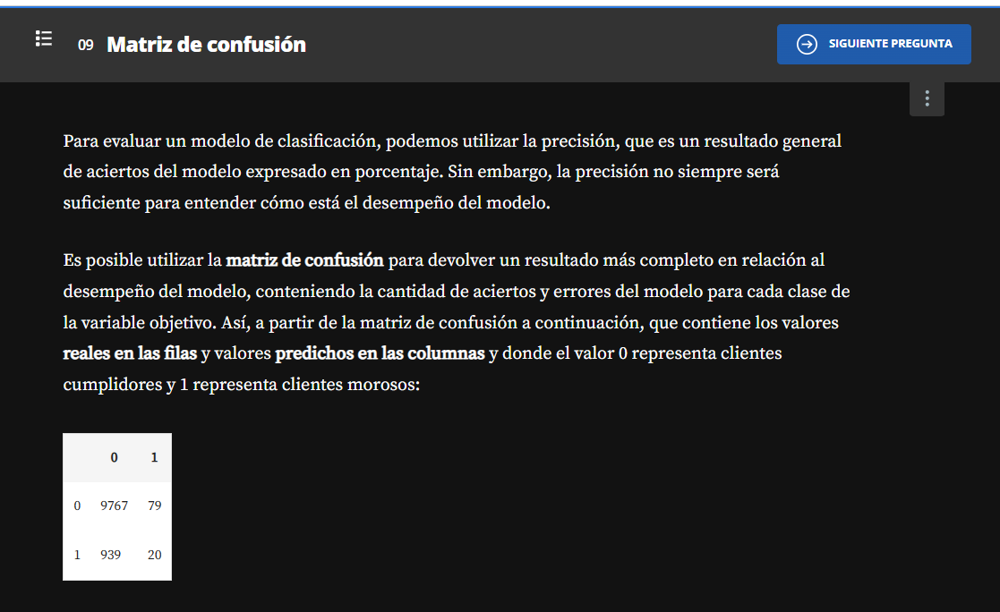 09 Matriz de confusión
SIGUIENTE PREGUNTA
Para evaluar un modelo de clasificación, podemos utilizar la precisión, que es un resultado general
de aciertos del modelo expresado en porcentaje. Sin embargo, la precisión no siempre será
suficiente para entender cómo está el desempeño del modelo.
Es posible utilizar la matriz de confusión para devolver un resultado más completo en relación al
desempeño del modelo, conteniendo la cantidad de aciertos y errores del modelo para cada clase de
la variable objetivo. Así, a partir de la matriz de confusión a continuación, que contiene los valores
reales en las filas y valores predichos en las columnas y donde el valor 0 representa clientes
cumplidores y 1 representa clientes morosos:
0 1
0 9767 79
1 939 20